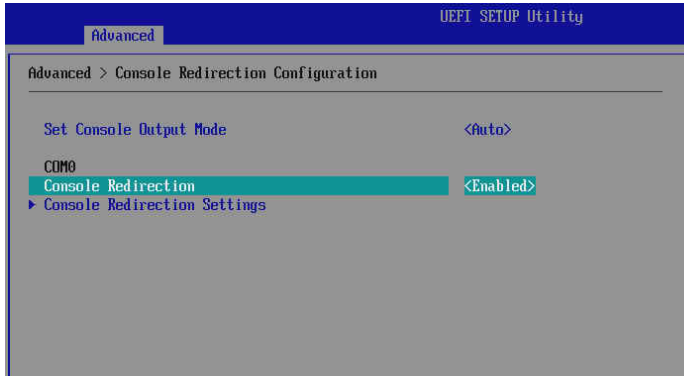 UEFI SETUP Utility
Advanced
Advanced > Console Redirection Configuration
Set Console Output Mode <Auto>
COM0
Console Redirection <Enabled>
▶ Console Redirection Settings